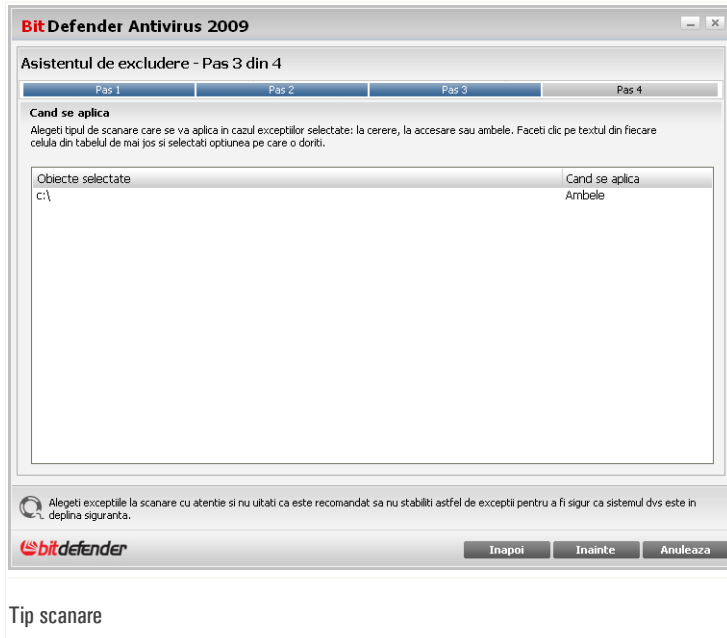 BitDefender Antivirus 2009
Asistentul de excludere - Pas 3 din 4
Pas 1 Pas 2 Pas 3 Pas 4
Cand se aplica
Alegeti tipul de scanare care se va aplica in cazul exceptiilor selectate: la cerere, la accesare sau ambele. Faceti clic pe textul din fiecare
celula din tabelul de mai jos si selectati optiunea pe care o doriti.
Obiecte selectate Cand se aplica
c:\ Ambele
Alegeti exceptiile la scanare cu atentie si nu uitati ca este recomandat sa nu stabiliti astfel de exceptii pentru a fi sigur ca sistemul dvs este in
deplina siguranta.
bitdefender Inapoi Inainte Anuleaza
Tip scanare